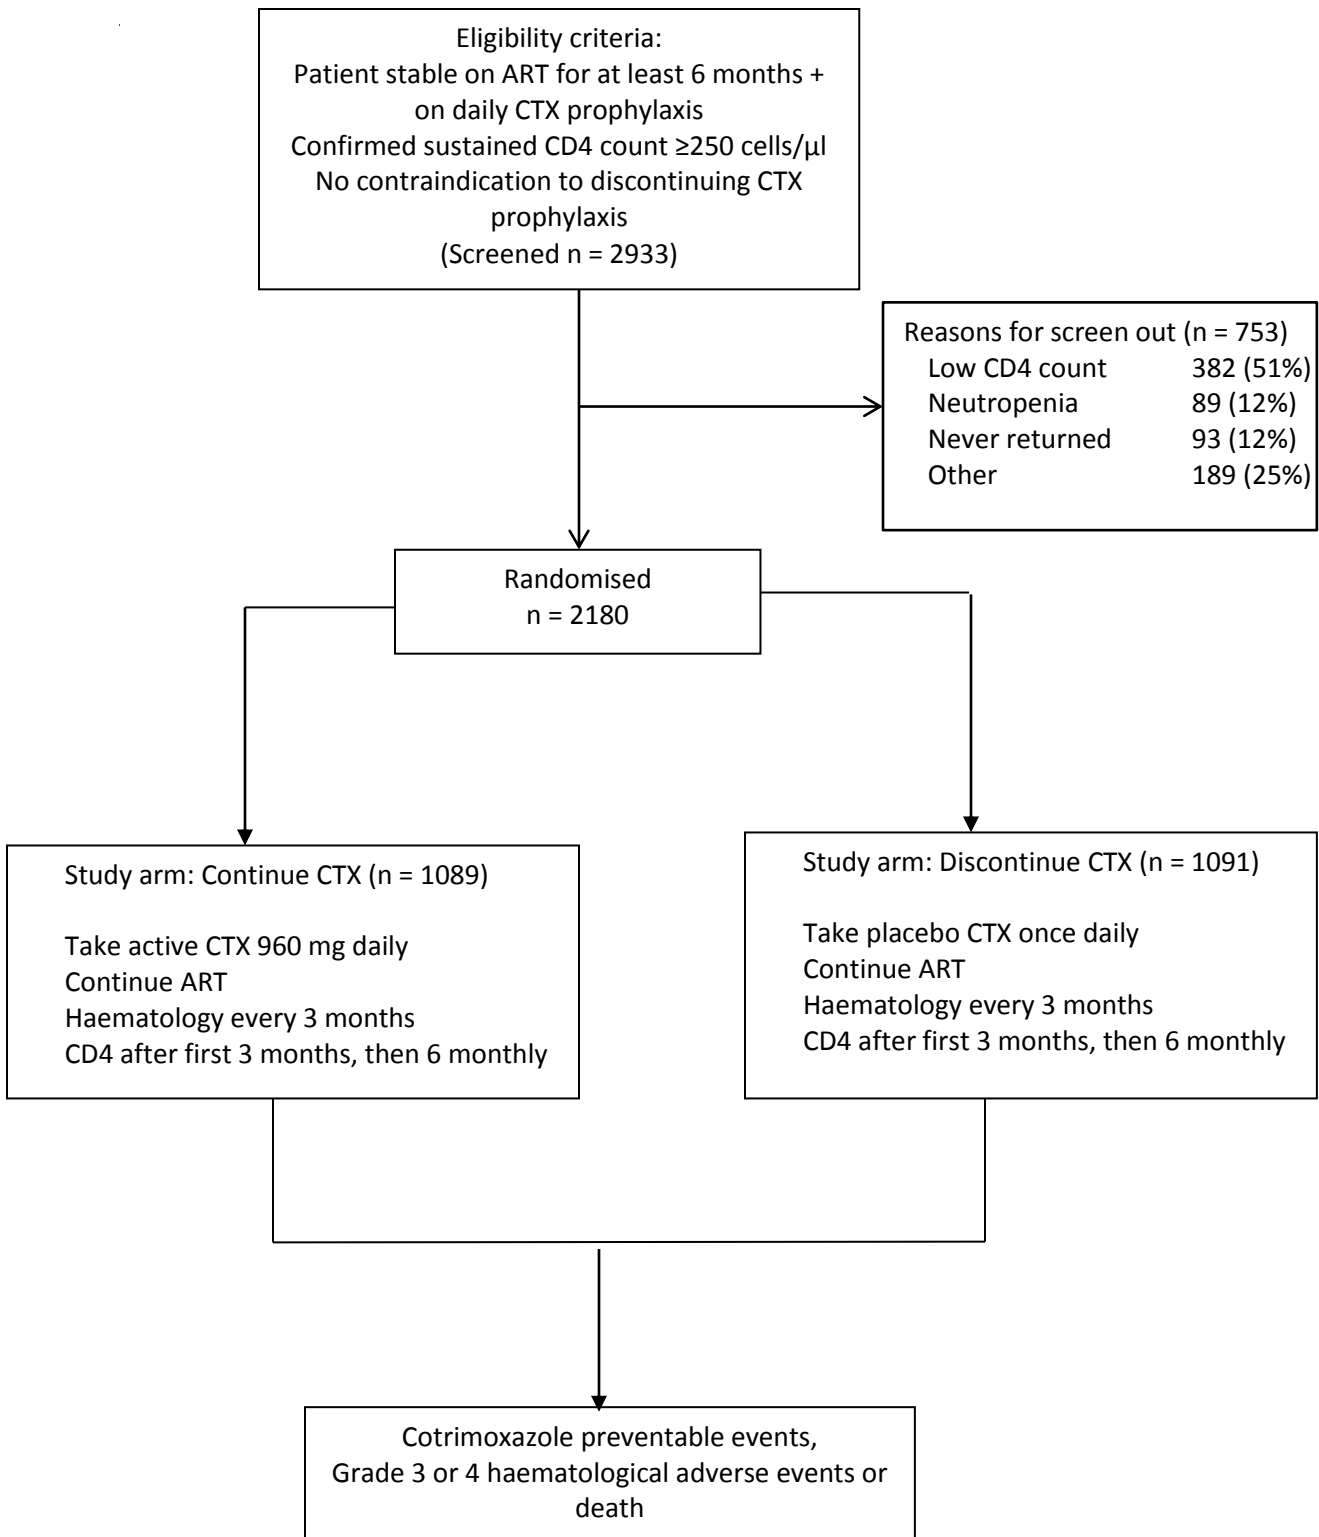 Eligibility criteria:
Patient stable on ART for at least 6 months +
on daily CTX prophylaxis
Confirmed sustained CD4 count ≥250 cells/µl
No contraindication to discontinuing CTX
prophylaxis
(Screened n = 2933)
Reasons for screen out (n = 753)
Low CD4 count 382 (51%)
Neutropenia 89 (12%)
Never returned 93 (12%)
Other 189 (25%)
Randomised
n = 2180
Study arm: Continue CTX (n = 1089)
Take active CTX 960 mg daily
Continue ART
Haematology every 3 months
CD4 after first 3 months, then 6 monthly
Study arm: Discontinue CTX (n = 1091)
Take placebo CTX once daily
Continue ART
Haematology every 3 months
CD4 after first 3 months, then 6 monthly
Cotrimoxazole preventable events,
Grade 3 or 4 haematological adverse events or
death